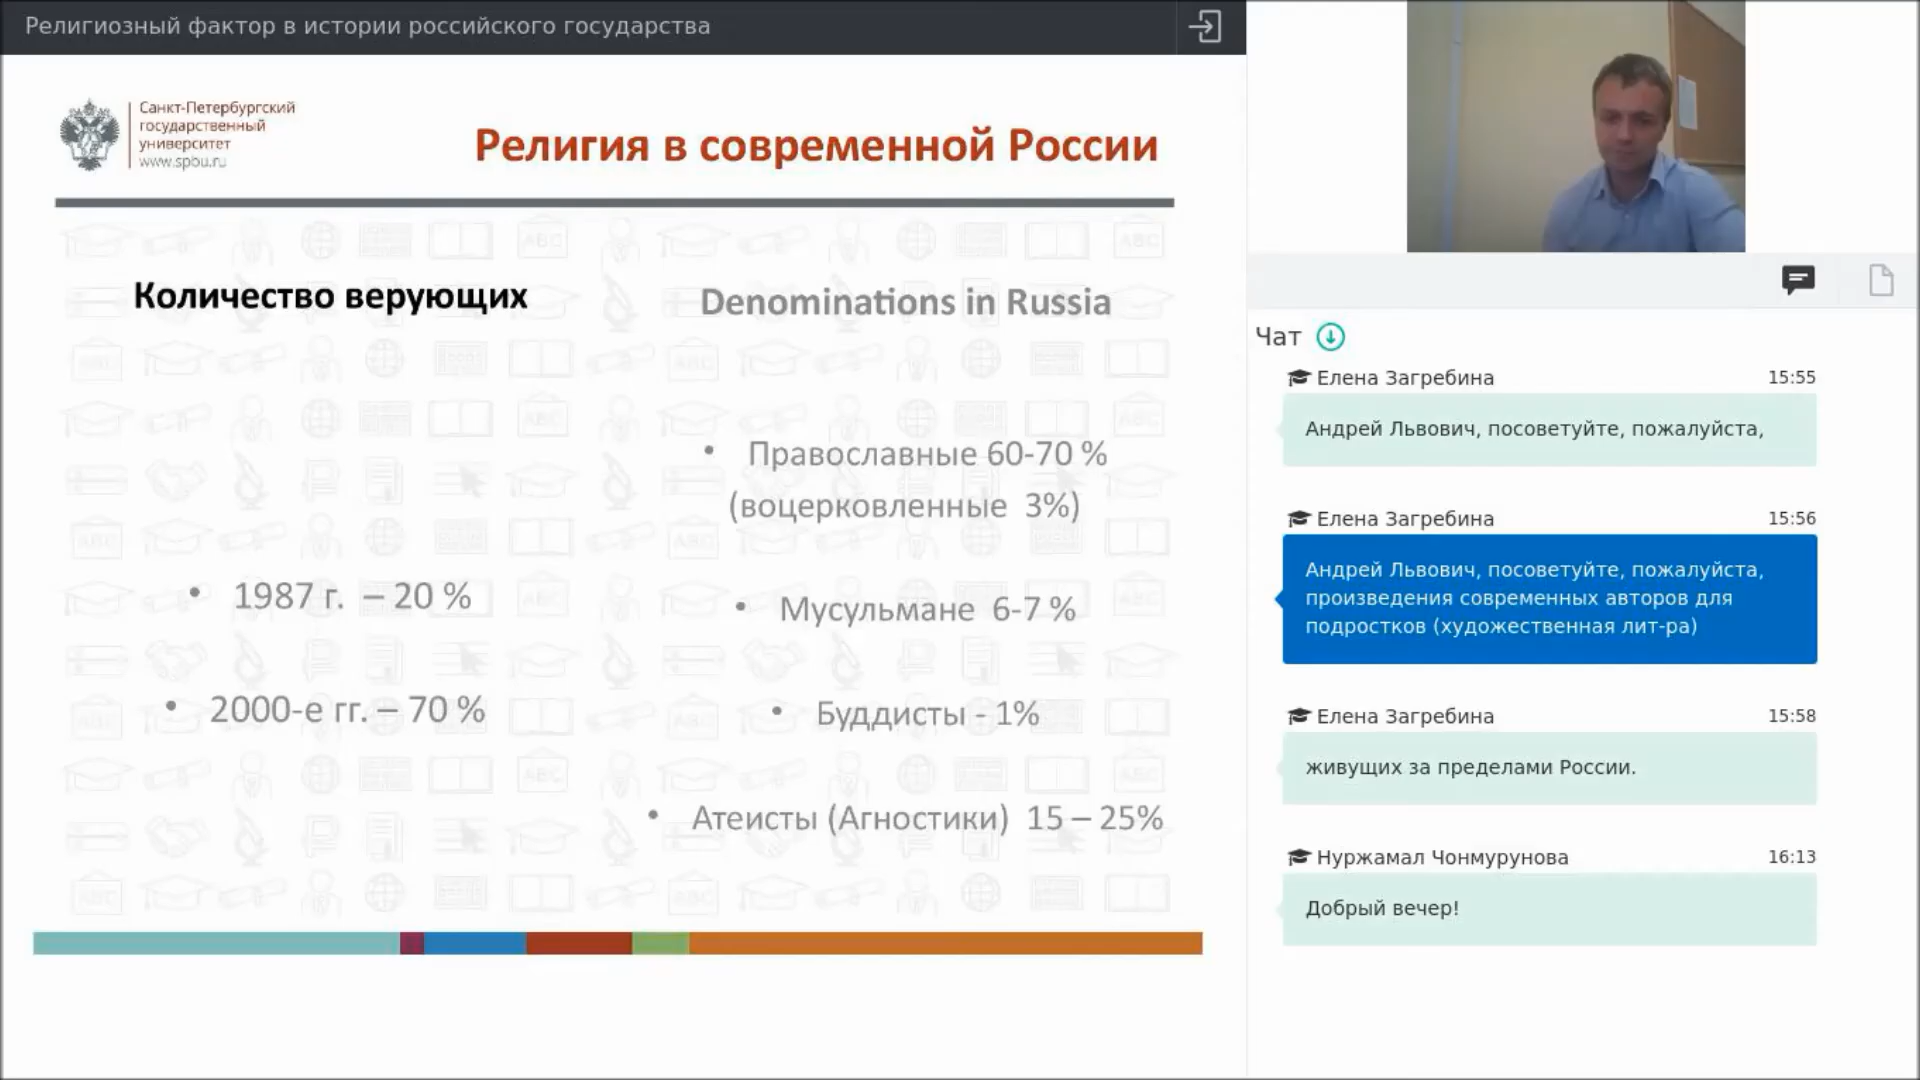 Религиозный фактор в истории российского государства
Санкт-Петербургский
государственный
университет
www.spbu.ru
Религия в современной России
Количество верующих
• 1987 г. – 20 %
• 2000-е гг. – 70 %
Denominations in Russia
• Православные 60-70 %
(воцерковленные 3%)
• Мусульмане 6-7 %
• Буддисты - 1%
• Атеисты (Агностики) 15 – 25%
Чат
Елена Загребина 15:55
Андрей Львович, посоветуйте, пожалуйста,
Елена Загребина 15:56
Андрей Львович, посоветуйте, пожалуйста,
произведения современных авторов для
подростков (художественная лит-ра)
Елена Загребина 15:58
живущих за пределами России.
Нуржамал Чонмурунова 16:13
Добрый вечер!